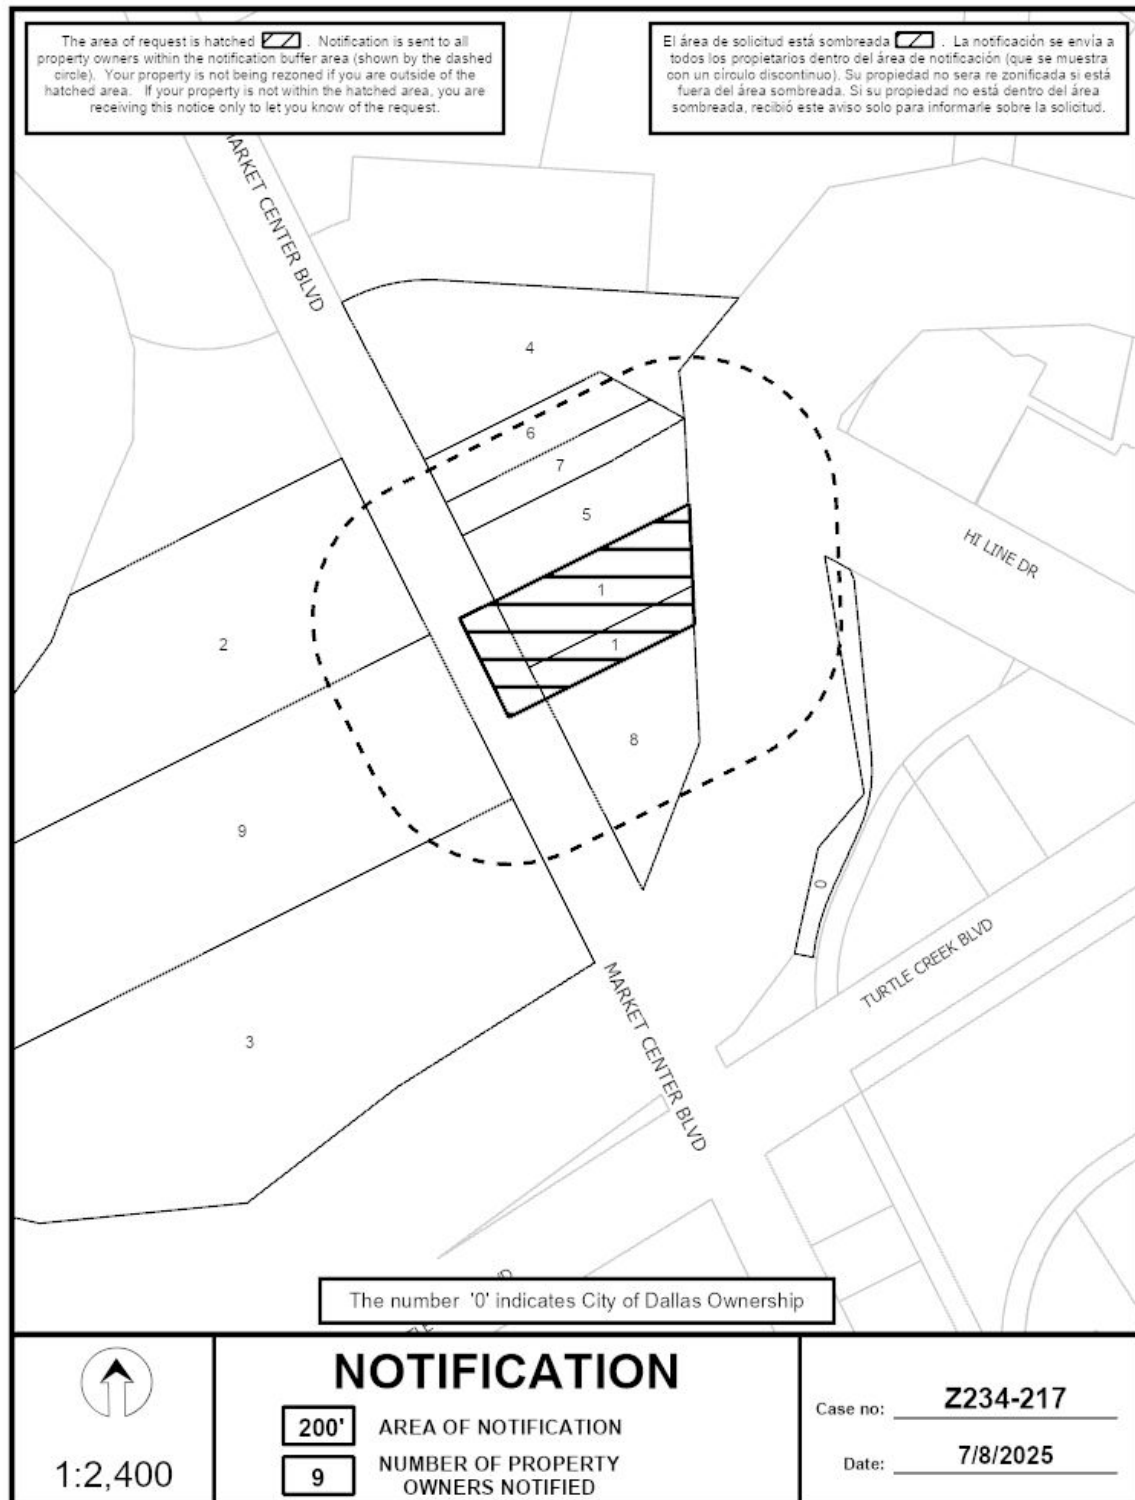 The area of request is hatched . Notification is sent to all
property owners within the notification buffer area (shown by the dashed
circle). Your property is not being rezoned if you are outside of the
hatched area. If your property is not within the hatched area, you are
receiving this notice only to let you know of the request.
El área de solicitud está sombreada . La notificación se envía a
todos los propietarios dentro del área de notificación (que se muestra
con un círculo discontinuo). Su propiedad no sera re zonificada si está
fuera del área sombreada. Si su propiedad no está dentro del área
sombreada, recibió este aviso solo para informarle sobre la solicitud.
MARKET CENTER BLVD
4
6
7
5
HI LINE DR
1
2
1
8
9
0
TURTLE CREEK BLVD
3
MARKET CENTER BLVD
The number '0' indicates City of Dallas Ownership
1:2,400
NOTIFICATION
200' AREA OF NOTIFICATION
9 NUMBER OF PROPERTY
OWNERS NOTIFIED
Case no: Z234-217
Date: 7/8/2025